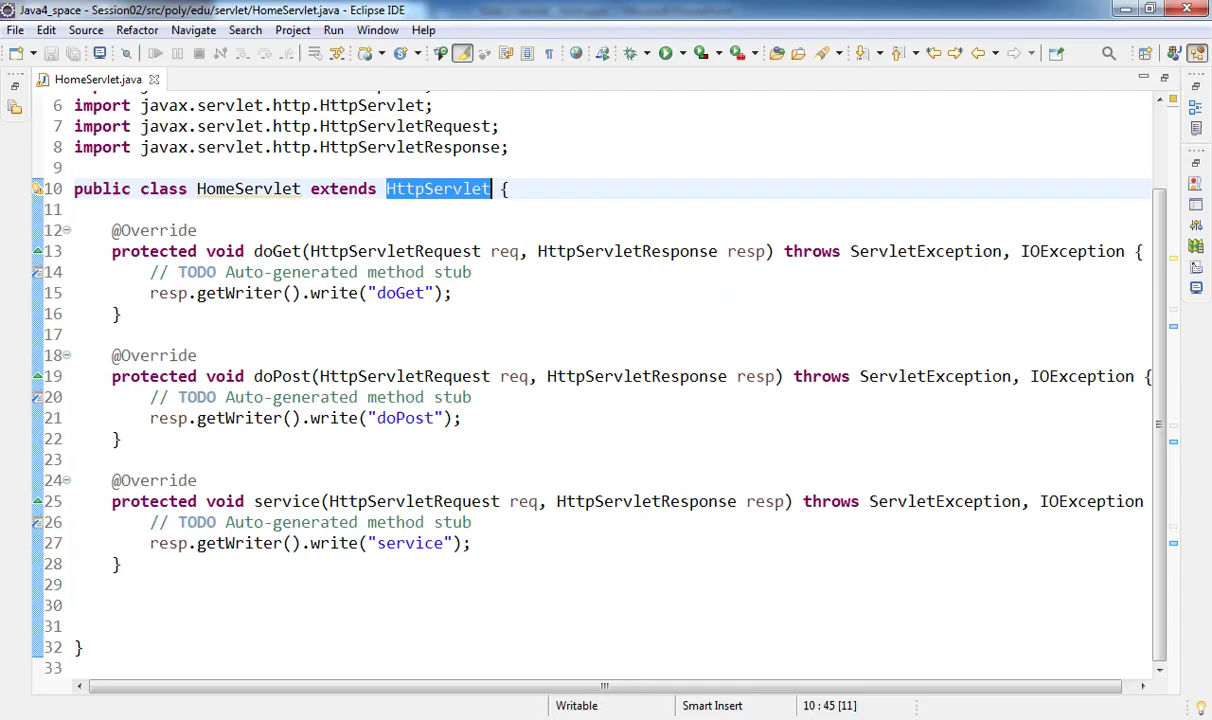 Java4_space - Session02/src/poly/edu/servlet/HomeServlet.java - Eclipse IDE
File Edit Source Refactor Navigate Search Project Run Window Help
HomeServlet.java
6 import javax.servlet.http.HttpServlet;
7 import javax.servlet.http.HttpServletRequest;
8 import javax.servlet.http.HttpServletResponse;
9
10 public class HomeServlet extends HttpServlet {
11
12 @Override
13 protected void doGet(HttpServletRequest req, HttpServletResponse resp) throws ServletException, IOException {
14 // TODO Auto-generated method stub
15 resp.getWriter().write("doGet");
16 }
17
18 @Override
19 protected void doPost(HttpServletRequest req, HttpServletResponse resp) throws ServletException, IOException {
20 // TODO Auto-generated method stub
21 resp.getWriter().write("doPost");
22 }
23
24 @Override
25 protected void service(HttpServletRequest req, HttpServletResponse resp) throws ServletException, IOException
26 // TODO Auto-generated method stub
27 resp.getWriter().write("service");
28 }
29
30
31
32 }
33
Writable Smart Insert 10 : 45 [11]